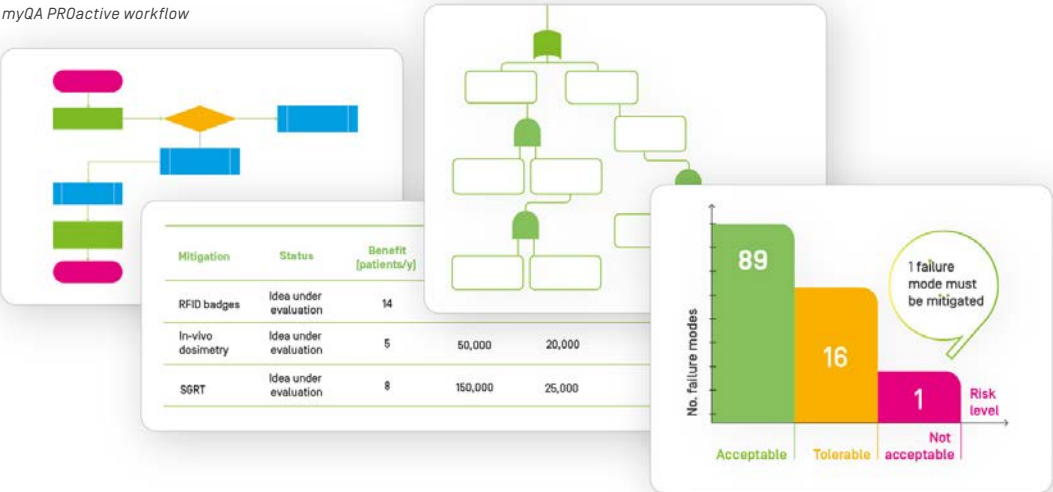 myQA PROactive workflow
Mitigation Status Benefit
(patients/y)
RFID badges Idea under
evaluation 14
In-vivo
dosimetry Idea under
evaluation 5 50,000 20,000
SGRT Idea under
evaluation 8 150,000 25,000
No. failure modes
89
16
1
1 failure
mode must
be mitigated
Risk
level
Acceptable
Tolerable
Not
acceptable